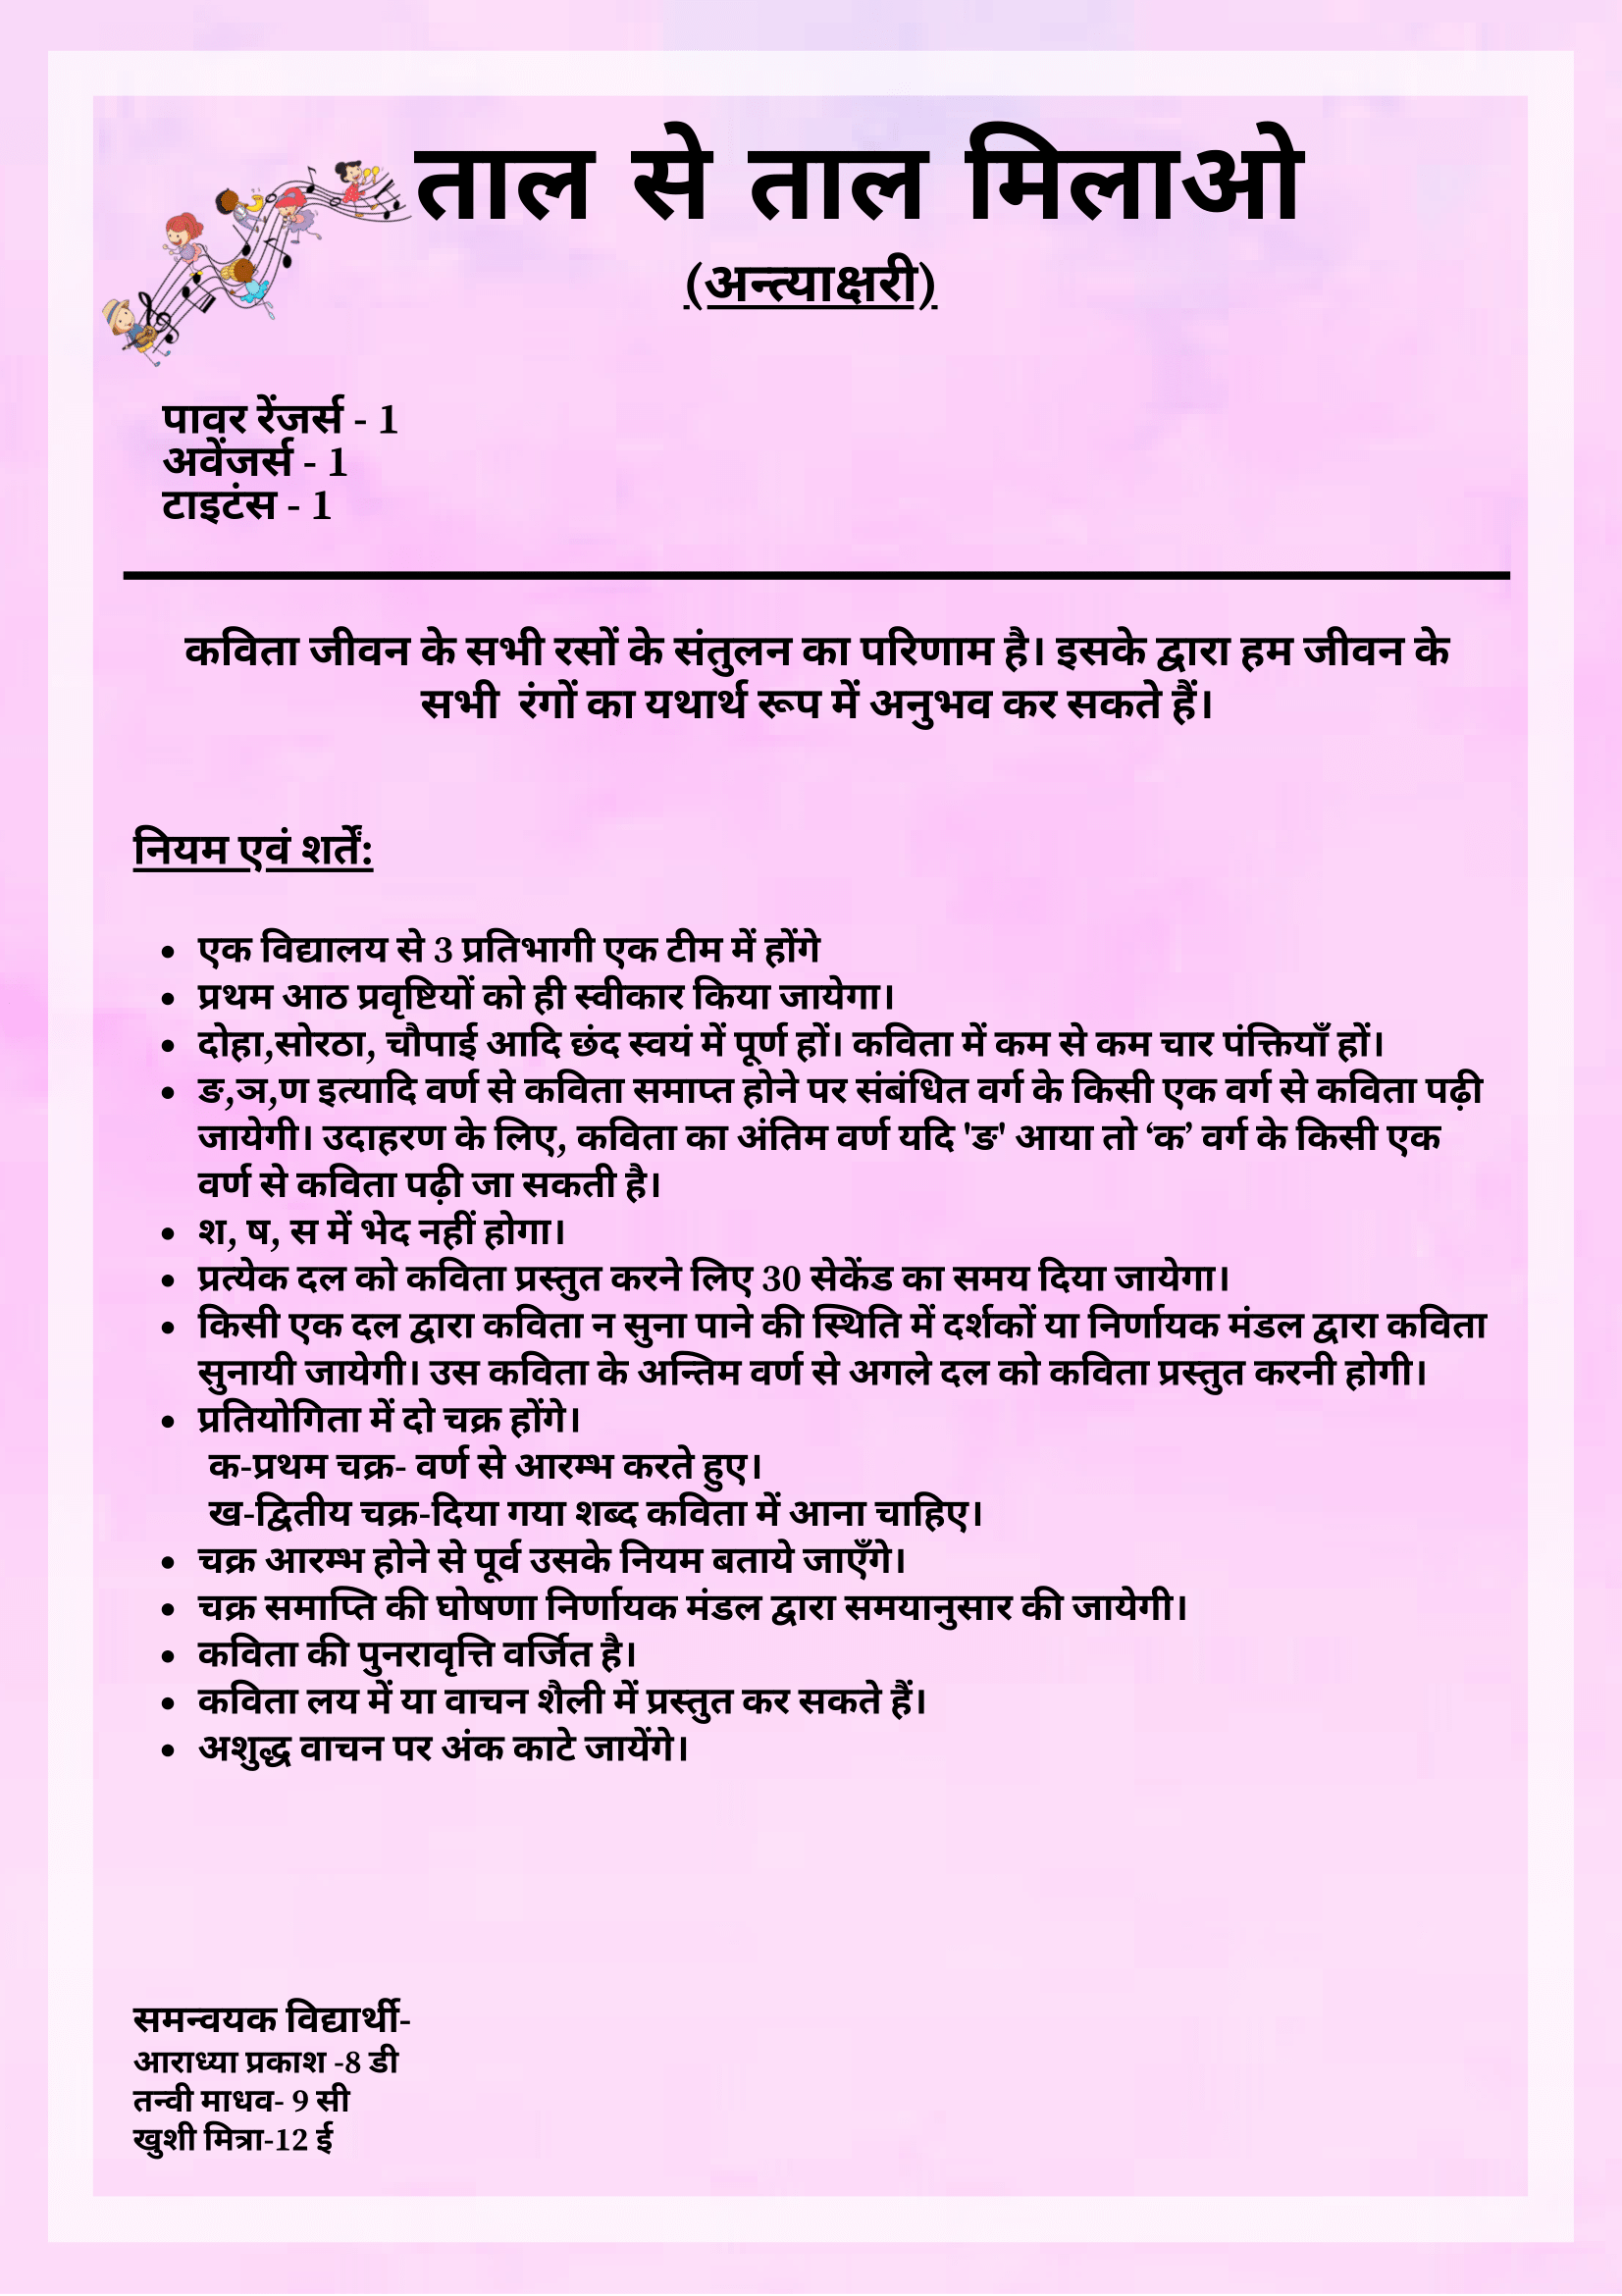 ताल से ताल मिलाओ
(अन्त्याक्षरी)
पावर रेंजर्स - 1
अवेंजर्स - 1
टाइटंस - 1
कविता जीवन के सभी रसों के संतुलन का परिणाम है। इसके द्वारा हम जीवन के
सभी रंगों का यथार्थ रूप में अनुभव कर सकते हैं।
नियम एवं शर्तें:
• एक विद्यालय से 3 प्रतिभागी एक टीम में होंगे
• प्रथम आठ प्रवृष्टियों को ही स्वीकार किया जायेगा।
• दोहा,सोरठा, चौपाई आदि छंद स्वयं में पूर्ण हों। कविता में कम से कम चार पंक्तियाँ हों।
• ङ,ञ,ण इत्यादि वर्ण से कविता समाप्त होने पर संबंधित वर्ग के किसी एक वर्ग से कविता पढ़ी
जायेगी। उदाहरण के लिए, कविता का अंतिम वर्ण यदि 'ङ' आया तो ‘क’ वर्ग के किसी एक
वर्ण से कविता पढ़ी जा सकती है।
• श, ष, स में भेद नहीं होगा।
• प्रत्येक दल को कविता प्रस्तुत करने लिए 30 सेकेंड का समय दिया जायेगा।
• किसी एक दल द्वारा कविता न सुना पाने की स्थिति में दर्शकों या निर्णायक मंडल द्वारा कविता
सुनायी जायेगी। उस कविता के अन्तिम वर्ण से अगले दल को कविता प्रस्तुत करनी होगी।
• प्रतियोगिता में दो चक्र होंगे।
क-प्रथम चक्र- वर्ण से आरम्भ करते हुए।
ख-द्वितीय चक्र-दिया गया शब्द कविता में आना चाहिए।
• चक्र आरम्भ होने से पूर्व उसके नियम बताये जाएँगे।
• चक्र समाप्ति की घोषणा निर्णायक मंडल द्वारा समयानुसार की जायेगी।
• कविता की पुनरावृत्ति वर्जित है।
• कविता लय में या वाचन शैली में प्रस्तुत कर सकते हैं।
• अशुद्ध वाचन पर अंक काटे जायेंगे।
समन्वयक विद्यार्थी-
आराध्या प्रकाश -8 डी
तन्वी माधव- 9 सी
खुशी मित्रा-12 ई